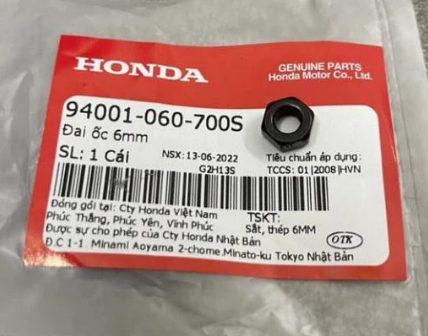 HONDA
GENUINE PARTS
Honda Motor Co., Ltd.
94001-060-700S
Đai ốc 6mm
SL: 1 Cái
NSX: 13-06-2022
G2H13S
Tiêu chuẩn áp dụng:
TCCS: 01|2008|HVN
Đóng gói tại: Cty Honda Việt Nam
Phúc Thắng, Phúc Yên, Vĩnh Phúc
Được sự cho phép của Cty Honda Nhật Bản
Đ.C 1-1. Minami Aoyama 2-chome.Minato-ku Tokyo Nhật Bản
TSKT:
Sắt, thép 6MM
OTK